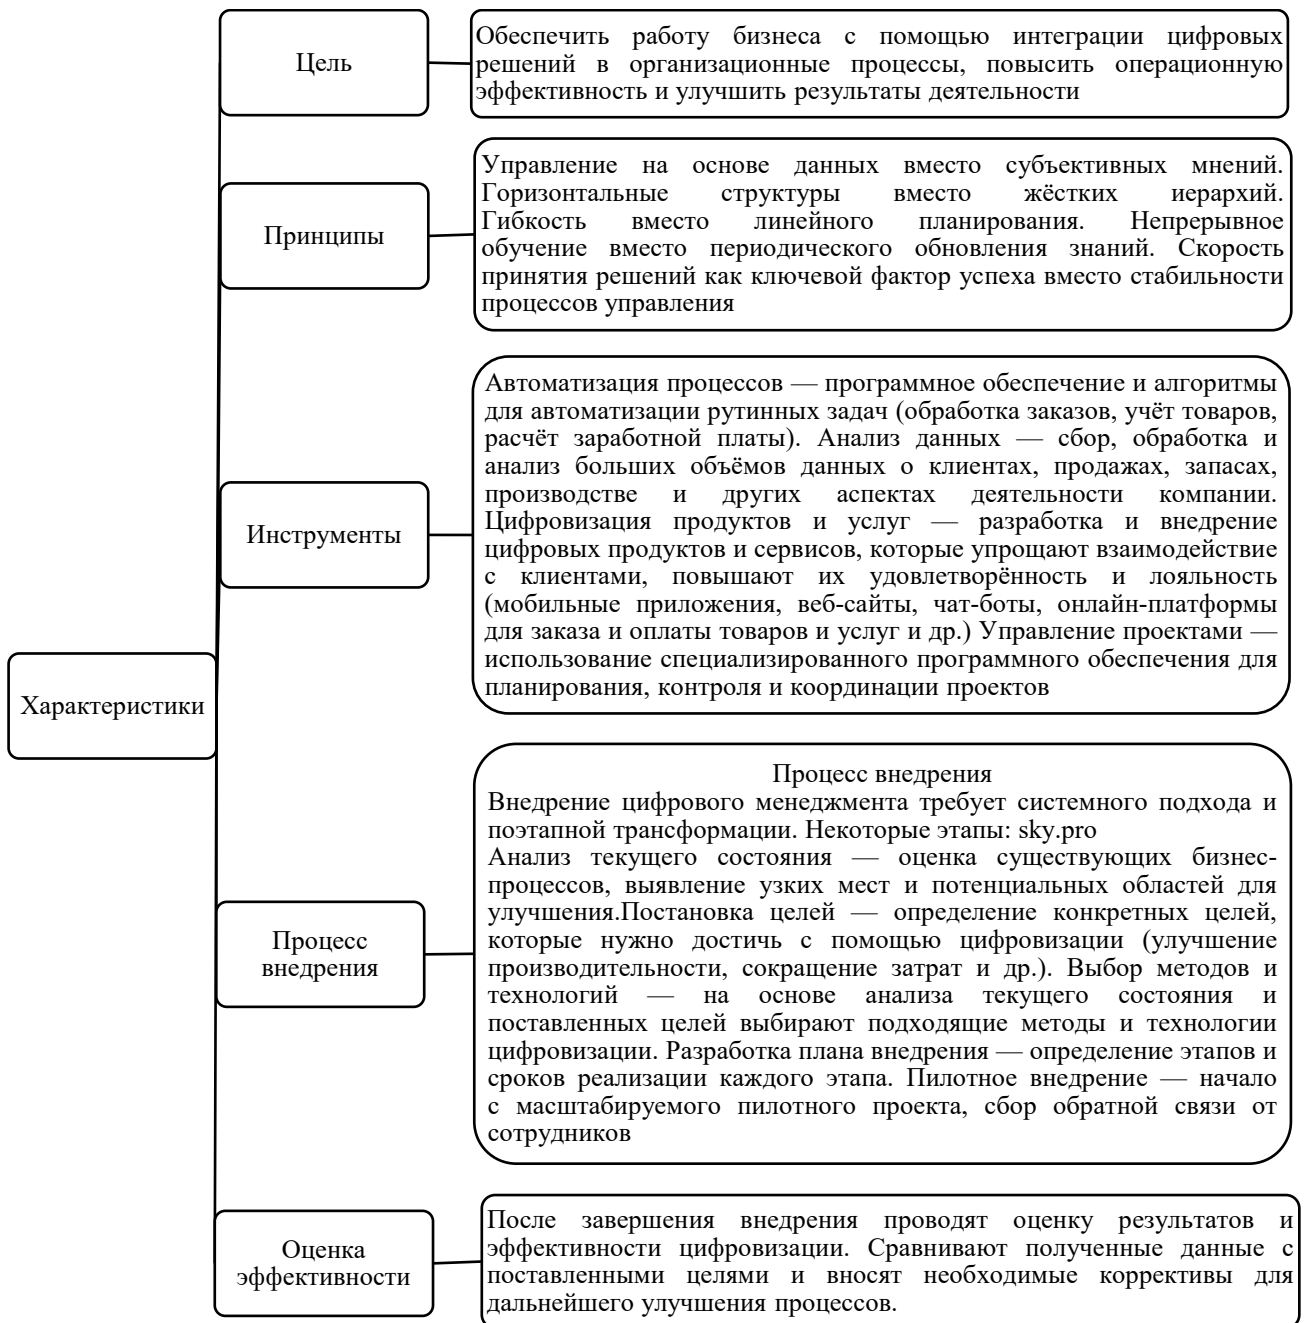 Цель
Обеспечить работу бизнеса с помощью интеграции цифровых
решений в организационные процессы, повысить операционную
эффективность и улучшить результаты деятельности
Принципы
Управление на основе данных вместо субъективных мнений.
Горизонтальные структуры вместо жёстких иерархий.
Гибкость вместо линейного планирования. Непрерывное
обучение вместо периодического обновления знаний. Скорость
принятия решений как ключевой фактор успеха вместо стабильности
процессов управления
Инструменты
Автоматизация процессов — программное обеспечение и алгоритмы
для автоматизации рутинных задач (обработка заказов, учёт товаров,
расчёт заработной платы). Анализ данных — сбор, обработка и
анализ больших объёмов данных о клиентах, продажах, запасах,
производстве и других аспектах деятельности компании.
Цифровизация продуктов и услуг — разработка и внедрение
цифровых продуктов и сервисов, которые упрощают взаимодействие
с клиентами, повышают их удовлетворённость и лояльность
(мобильные приложения, веб-сайты, чат-боты, онлайн-платформы
для заказа и оплаты товаров и услуг и др.) Управление проектами —
использование специализированного программного обеспечения для
планирования, контроля и координации проектов
Характеристики
Процесс
внедрения
Процесс внедрения
Внедрение цифрового менеджмента требует системного подхода и
поэтапной трансформации. Некоторые этапы: sky.pro
Анализ текущего состояния — оценка существующих бизнес-
процессов, выявление узких мест и потенциальных областей для
улучшения.Постановка целей — определение конкретных целей,
которые нужно достичь с помощью цифровизации (улучшение
производительности, сокращение затрат и др.). Выбор методов и
технологий — на основе анализа текущего состояния и
поставленных целей выбирают подходящие методы и технологии
цифровизации. Разработка плана внедрения — определение этапов и
сроков реализации каждого этапа. Пилотное внедрение — начало
с масштабируемого пилотного проекта, сбор обратной связи от
сотрудников
Оценка
эффективности
После завершения внедрения проводят оценку результатов и
эффективности цифровизации. Сравнивают полученные данные с
поставленными целями и вносят необходимые коррективы для
дальнейшего улучшения процессов.